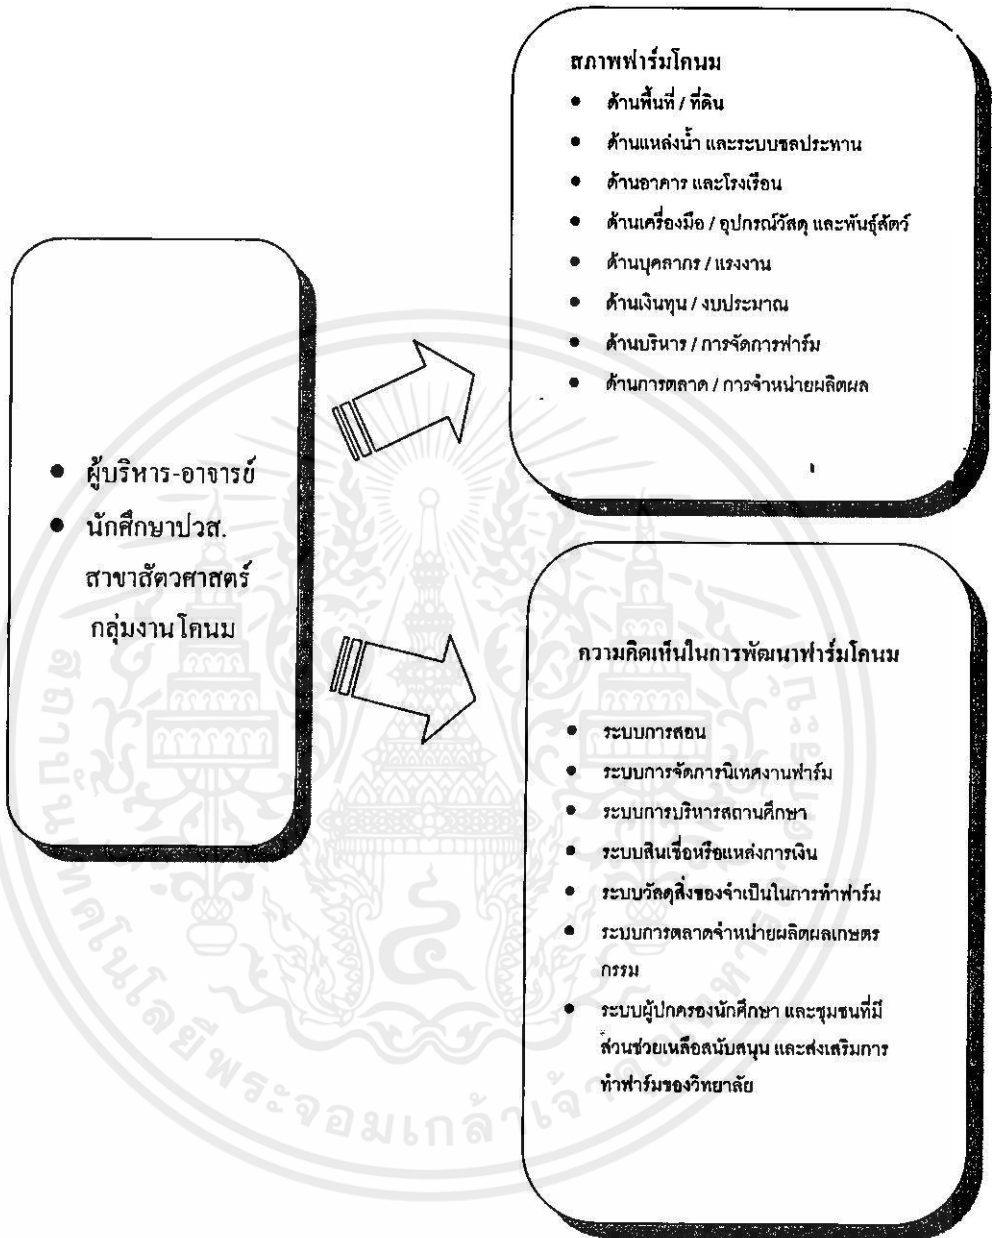 สภาพฟาร์มโคนม
● ด้านพื้นที่ / ที่ดิน
● ด้านแหล่งน้ำ และระบบชลประทาน
● ด้านอาคาร และโรงเรือน
● ด้านเครื่องมือ / อุปกรณ์วัสดุ และพันธุ์สัตว์
● ด้านบุคลากร / แรงงาน
● ด้านเงินทุน / งบประมาณ
● ด้านบริหาร / การจัดการฟาร์ม
● ด้านการตลาด / การจำหน่ายผลิตผล
● ผู้บริหาร-อาจารย์
● นักศึกษาปวส.
สาขาสัตวศาสตร์
กลุ่มงานโคนม
ความคิดเห็นในการพัฒนาฟาร์มโคนม
● ระบบการสอน
● ระบบการจัดการนิเทศงานฟาร์ม
● ระบบการบริหารสถานศึกษา
● ระบบสินเชื่อหรือแหล่งการเงิน
● ระบบวัสดุสิ่งของจำเป็นในการทำฟาร์ม
● ระบบการตลาดจำหน่ายผลิตผลเกษตร
กรรม
● ระบบผู้ปกครองนักศึกษา และชุมชนที่มี
ส่วนช่วยเหลือสนับสนุน และส่งเสริมการ
ทำฟาร์มของวิทยาลัย